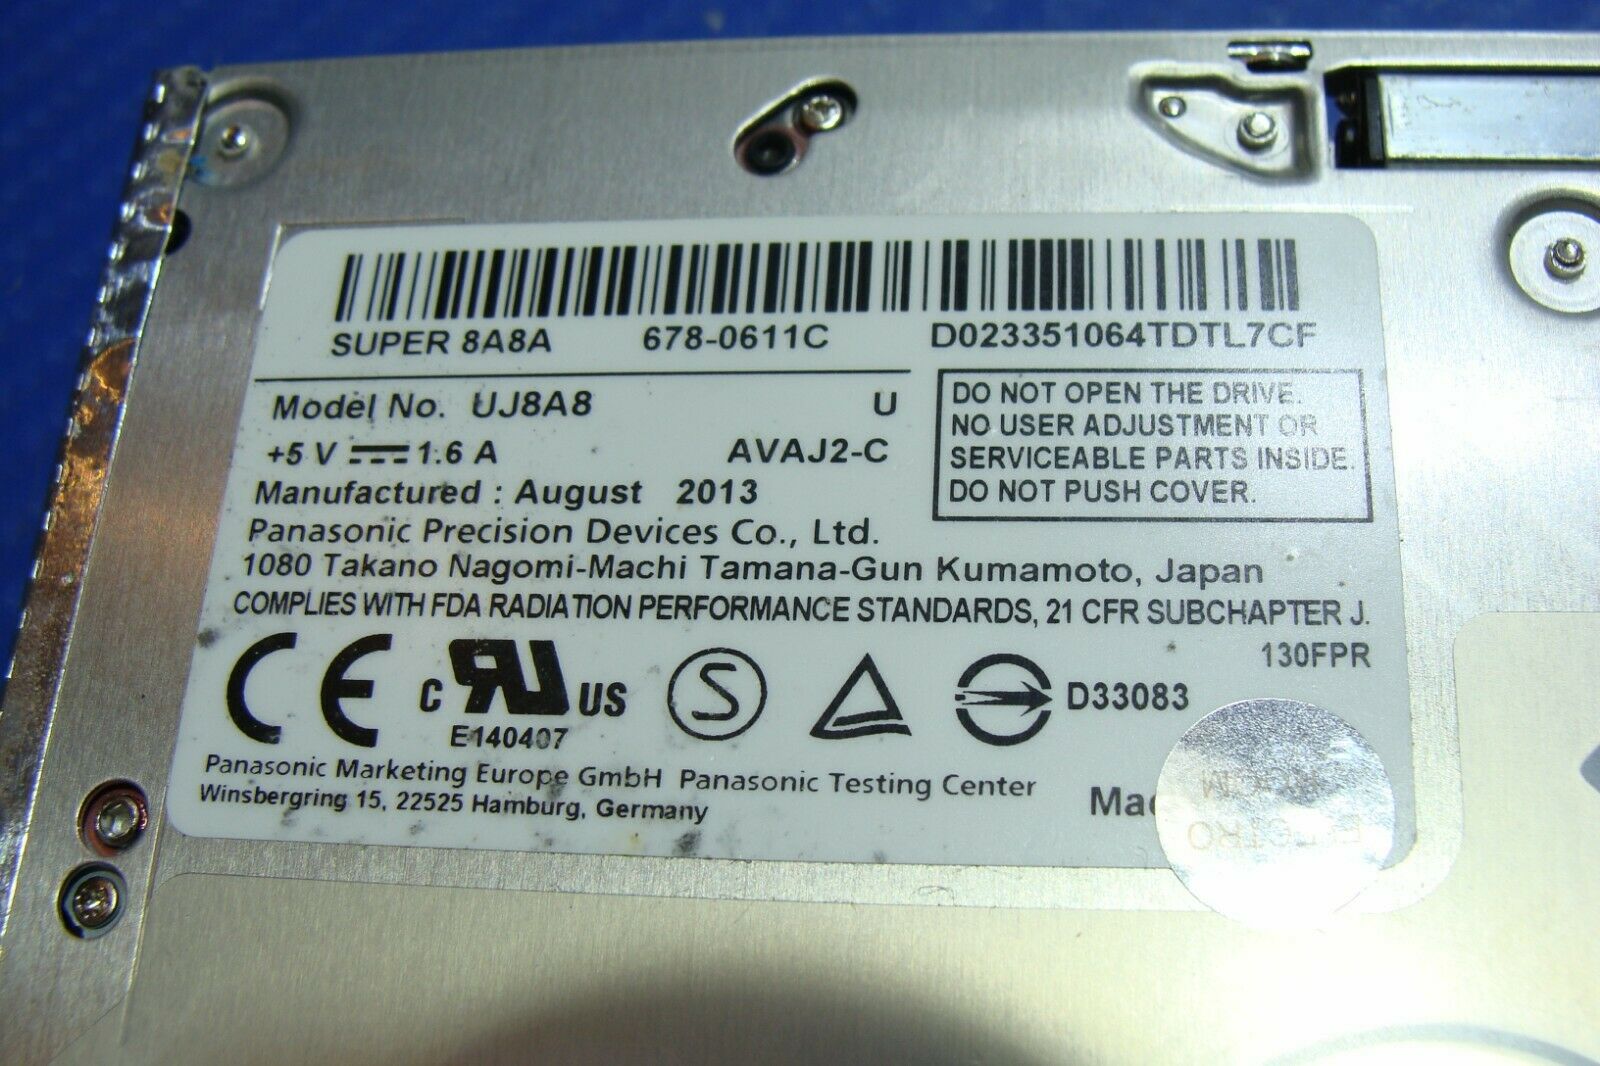 SUPER 8A8A 678-0611C D023351064TDTL7CF
Model No. UJ8A8 U
+5 V ⎓ 1.6 A AVAJ2-C
Manufactured : August 2013
DO NOT OPEN THE DRIVE.
NO USER ADJUSTMENT OR
SERVICEABLE PARTS INSIDE.
DO NOT PUSH COVER.
Panasonic Precision Devices Co., Ltd.
1080 Takano Nagomi-Machi Tamana-Gun Kumamoto, Japan
COMPLIES WITH FDA RADIATION PERFORMANCE STANDARDS, 21 CFR SUBCHAPTER J.
130FPR
CE C UL US S D33083
E140407
Panasonic Marketing Europe GmbH Panasonic Testing Center
Winsbergring 15, 22525 Hamburg, Germany